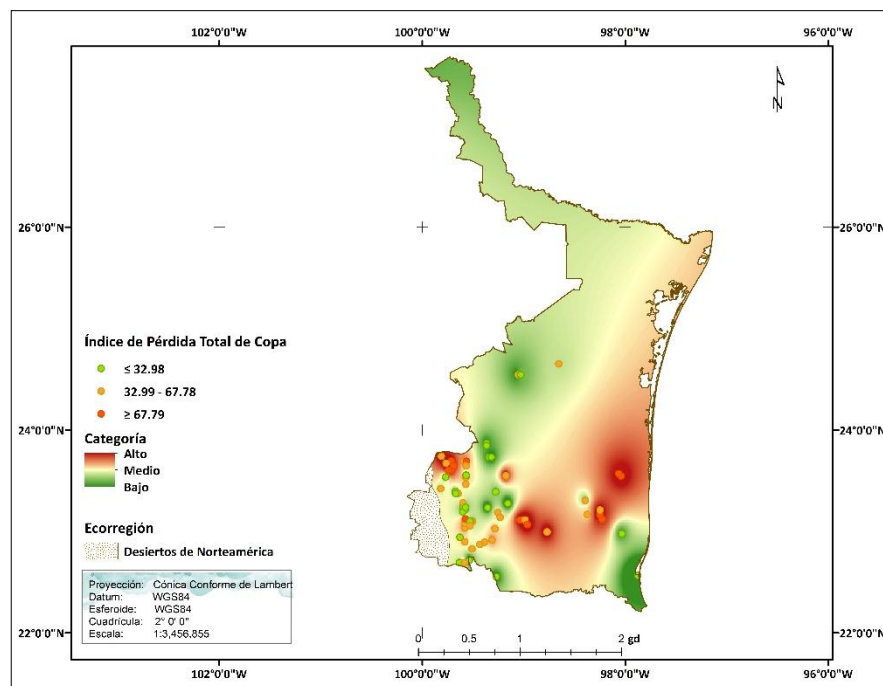 102°0'0"W 100°0'0"W 98°0'0"W 96°0'0"W
N
26°0'0"N 26°0'0"N
Índice de Pérdida Total de Copa
≤ 32.98
32.99 - 67.78
≥ 67.79
24°0'0"N 24°0'0"N
Categoría
Alto
Medio
Bajo
Ecorregión
Desiertos de Norteamérica
Proyección: Cónica Conforme de Lambert
Datum: WGS84
Esferoide: WGS84
Cuadrícula: 2° 0' 0"
Escala: 1:3,456,855
22°0'0"N 22°0'0"N
0 0.5 1 2 gd
102°0'0"W 100°0'0"W 98°0'0"W 96°0'0"W